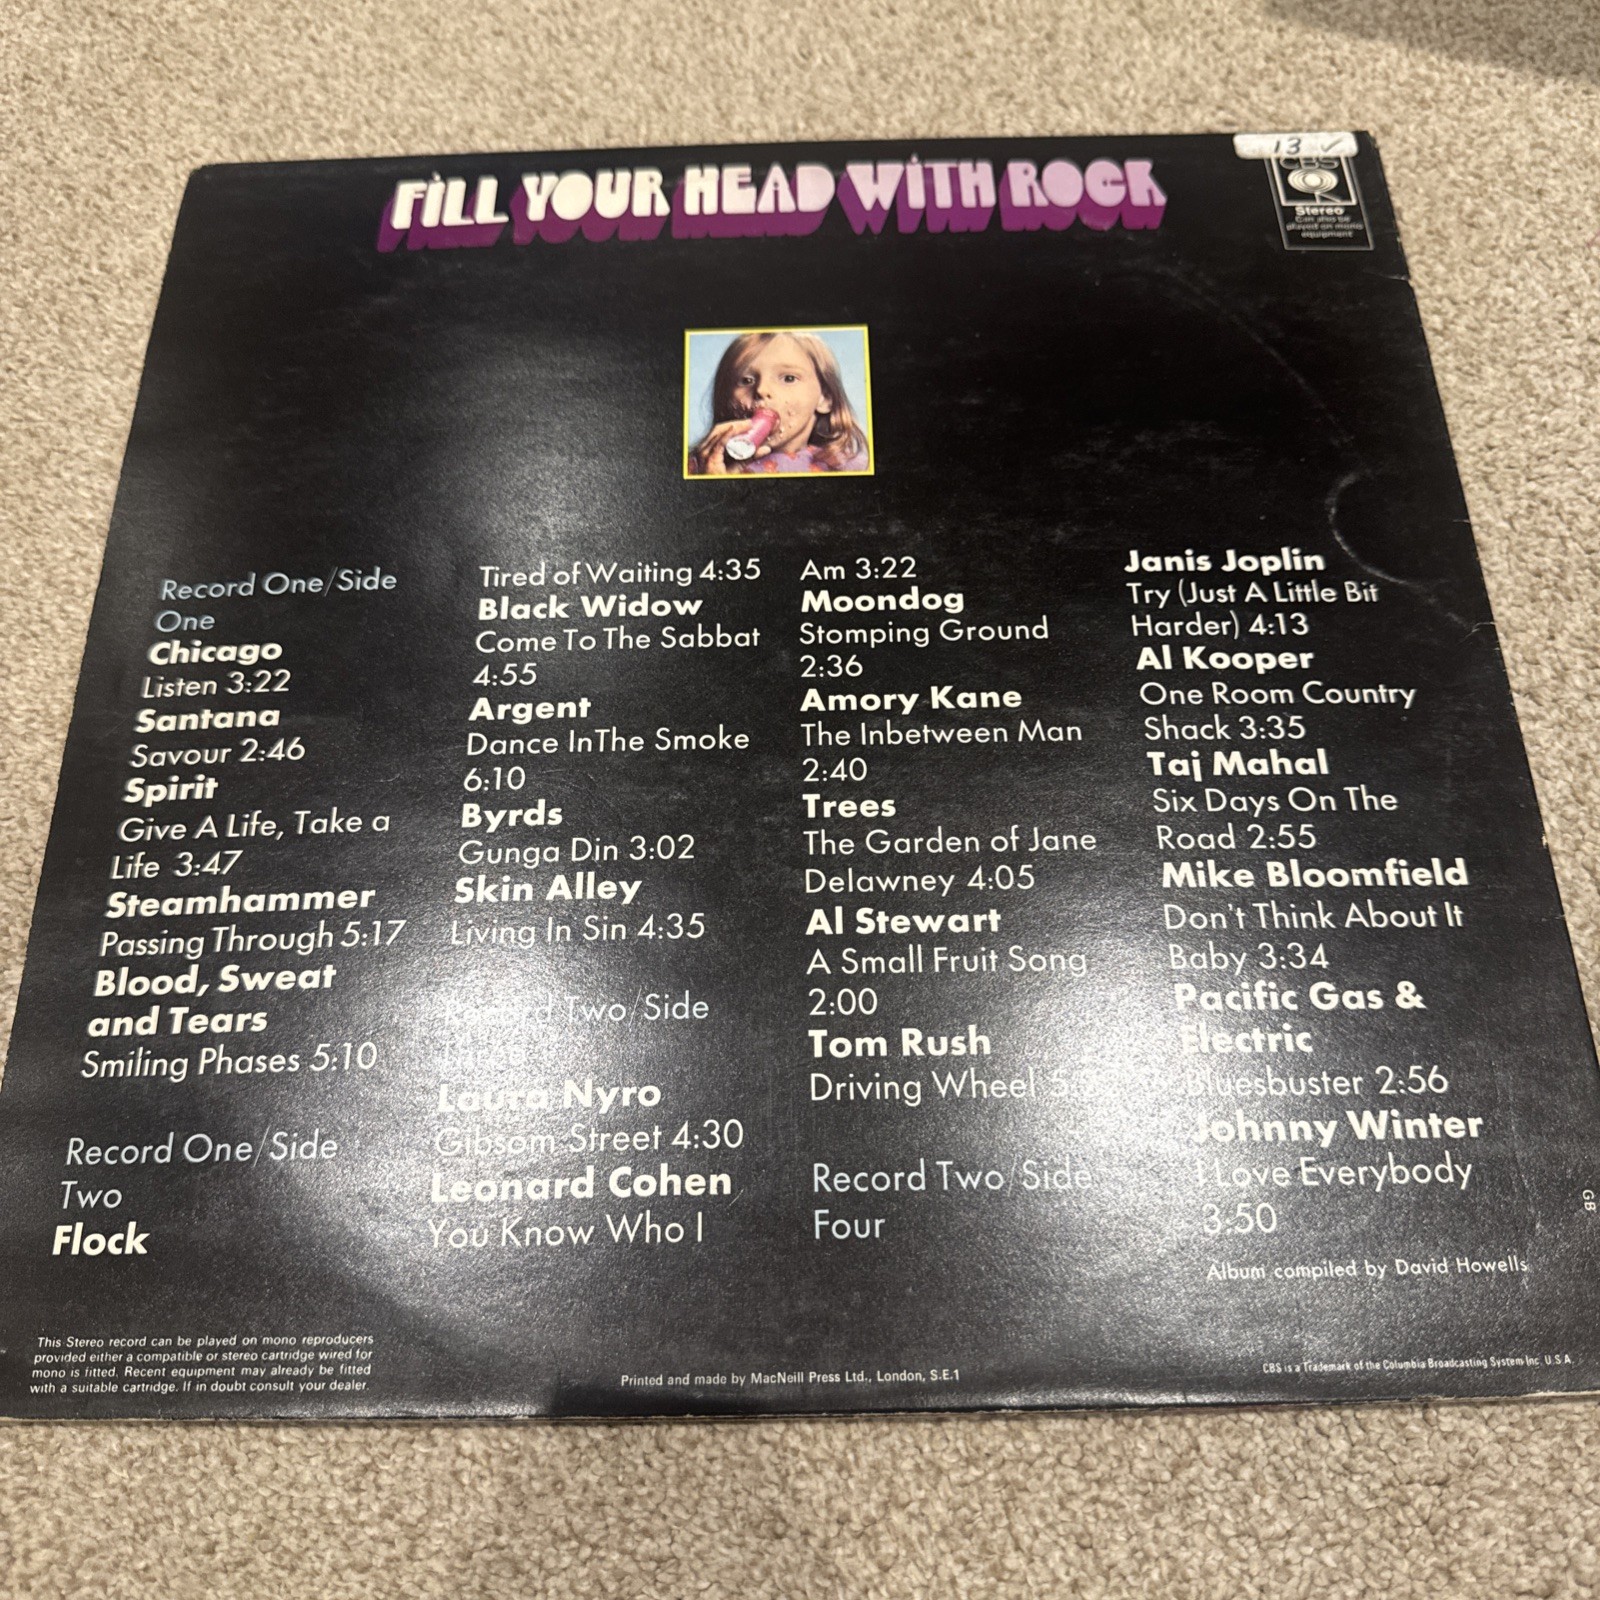 FiLL YOUR HEAD WiTH ROCK
13 ✓
CBS
Stereo
Can also be
played on mono
equipment
Record One/Side
One
Chicago
Listen 3:22
Santana
Savour 2:46
Spirit
Give A Life, Take a
Life 3:47
Steamhammer
Passing Through 5:17
Blood, Sweat
and Tears
Smiling Phases 5:10
Record One/Side
Two
Flock
Tired of Waiting 4:35
Black Widow
Come To The Sabbat
4:55
Argent
Dance InThe Smoke
6:10
Byrds
Gunga Din 3:02
Skin Alley
Living In Sin 4:35
Record Two/Side
Laura Nyro
Gibsom Street 4:30
Leonard Cohen
You Know Who I
Am 3:22
Moondog
Stomping Ground
2:36
Amory Kane
The Inbetween Man
2:40
Trees
The Garden of Jane
Delawney 4:05
Al Stewart
A Small Fruit Song
2:00
Tom Rush
Driving Wheel
Record Two/Side
Four
Janis Joplin
Try (Just A Little Bit
Harder) 4:13
Al Kooper
One Room Country
Shack 3:35
Taj Mahal
Six Days On The
Road 2:55
Mike Bloomfield
Don't Think About It
Baby 3:34
Pacific Gas &
Electric
Bluesbuster 2:56
Johnny Winter
I Love Everybody
3:50
Album compiled by David Howells
GB
This Stereo record can be played on mono reproducers
provided either a compatible or stereo cartridge wired for
mono is fitted. Recent equipment may already be fitted
with a suitable cartridge. If in doubt consult your dealer.
Printed and made by MacNeill Press Ltd., London, S.E.1
CBS is a Trademark of the Columbia Broadcasting System Inc. U.S.A.